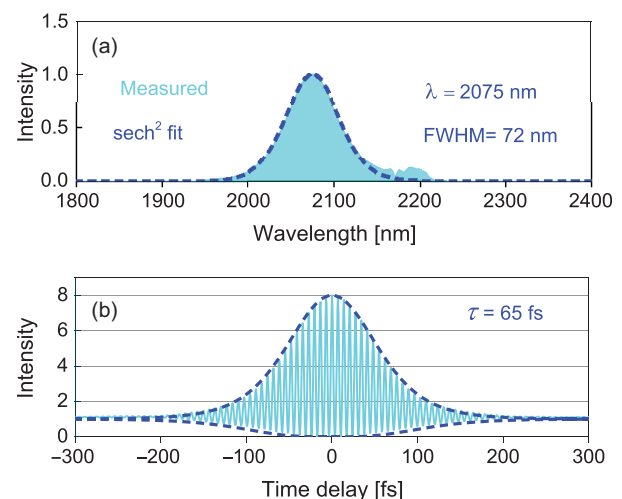 (a)
Measured
sech² fit
λ = 2075 nm
FWHM= 72 nm
Intensity
1.5
1.0
0.5
0.0
1800 1900 2000 2100 2200 2300 2400
Wavelength [nm]
(b)
τ = 65 fs
Intensity
8
6
4
2
0
−300 −200 −100 0 100 200 300
Time delay [fs]